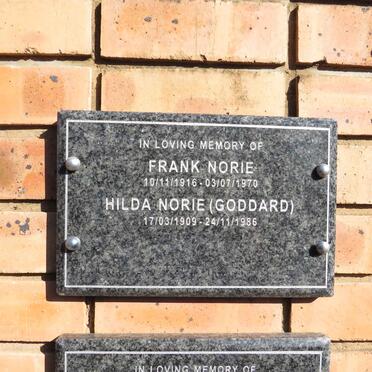 IN LOVING MEMORY OF
FRANK NORIE
10/11/1916 - 03/07/1970
HILDA NORIE (GODDARD)
17/03/1909 - 24/11/1986
IN LOVING MEMORY OF